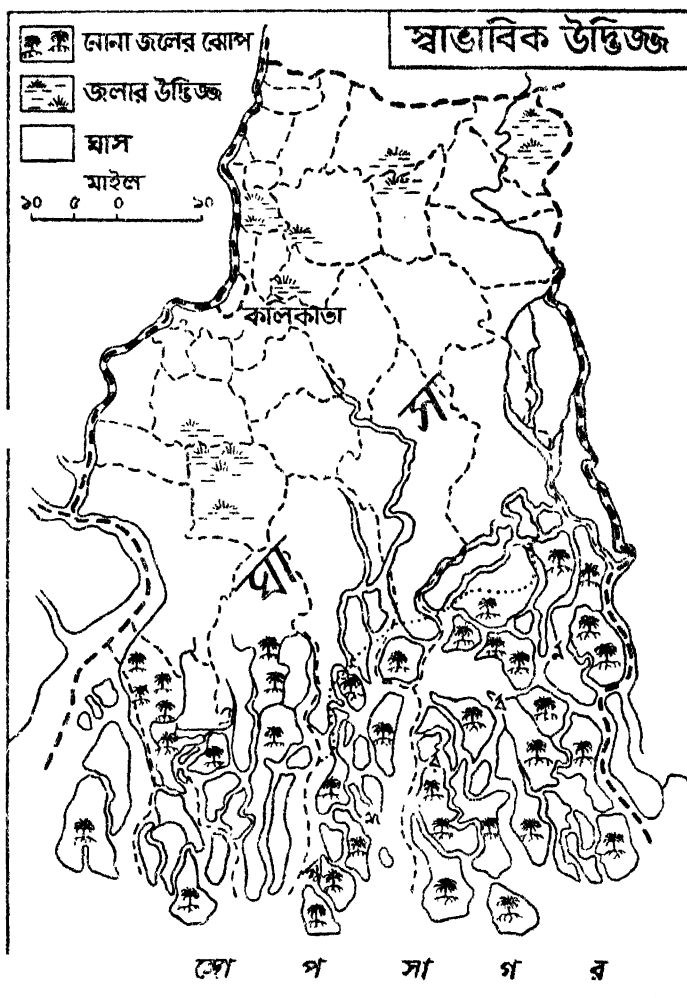 স্বাভাবিক উদ্ভিজ্জ
নোনা জলের ঝোপ
জলার উদ্ভিজ্জ
ঘাস
মাইল
১০ ৫ ০ ১০
কলিকাতা
প
সা গ র